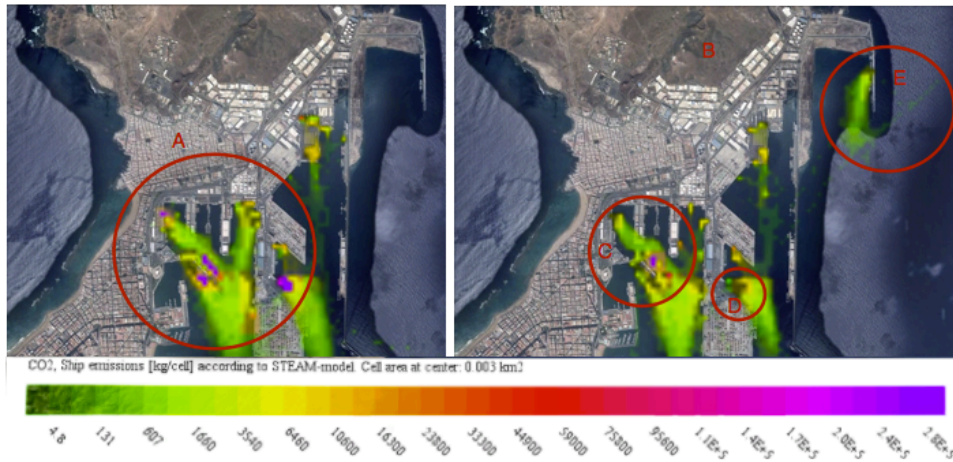 A
B
E
C
D
CO2, Ship emissions [kg/cell] according to STEAM-model. Cell area at center: 0.003 km2
4.8 131 607 1660 3540 6460 10600 16300 23800 33300 44900 59000 75800 95600 1.1E+5 1.4E+5 1.7E+5 2.0E+5 2.4E+5 2.8E+5